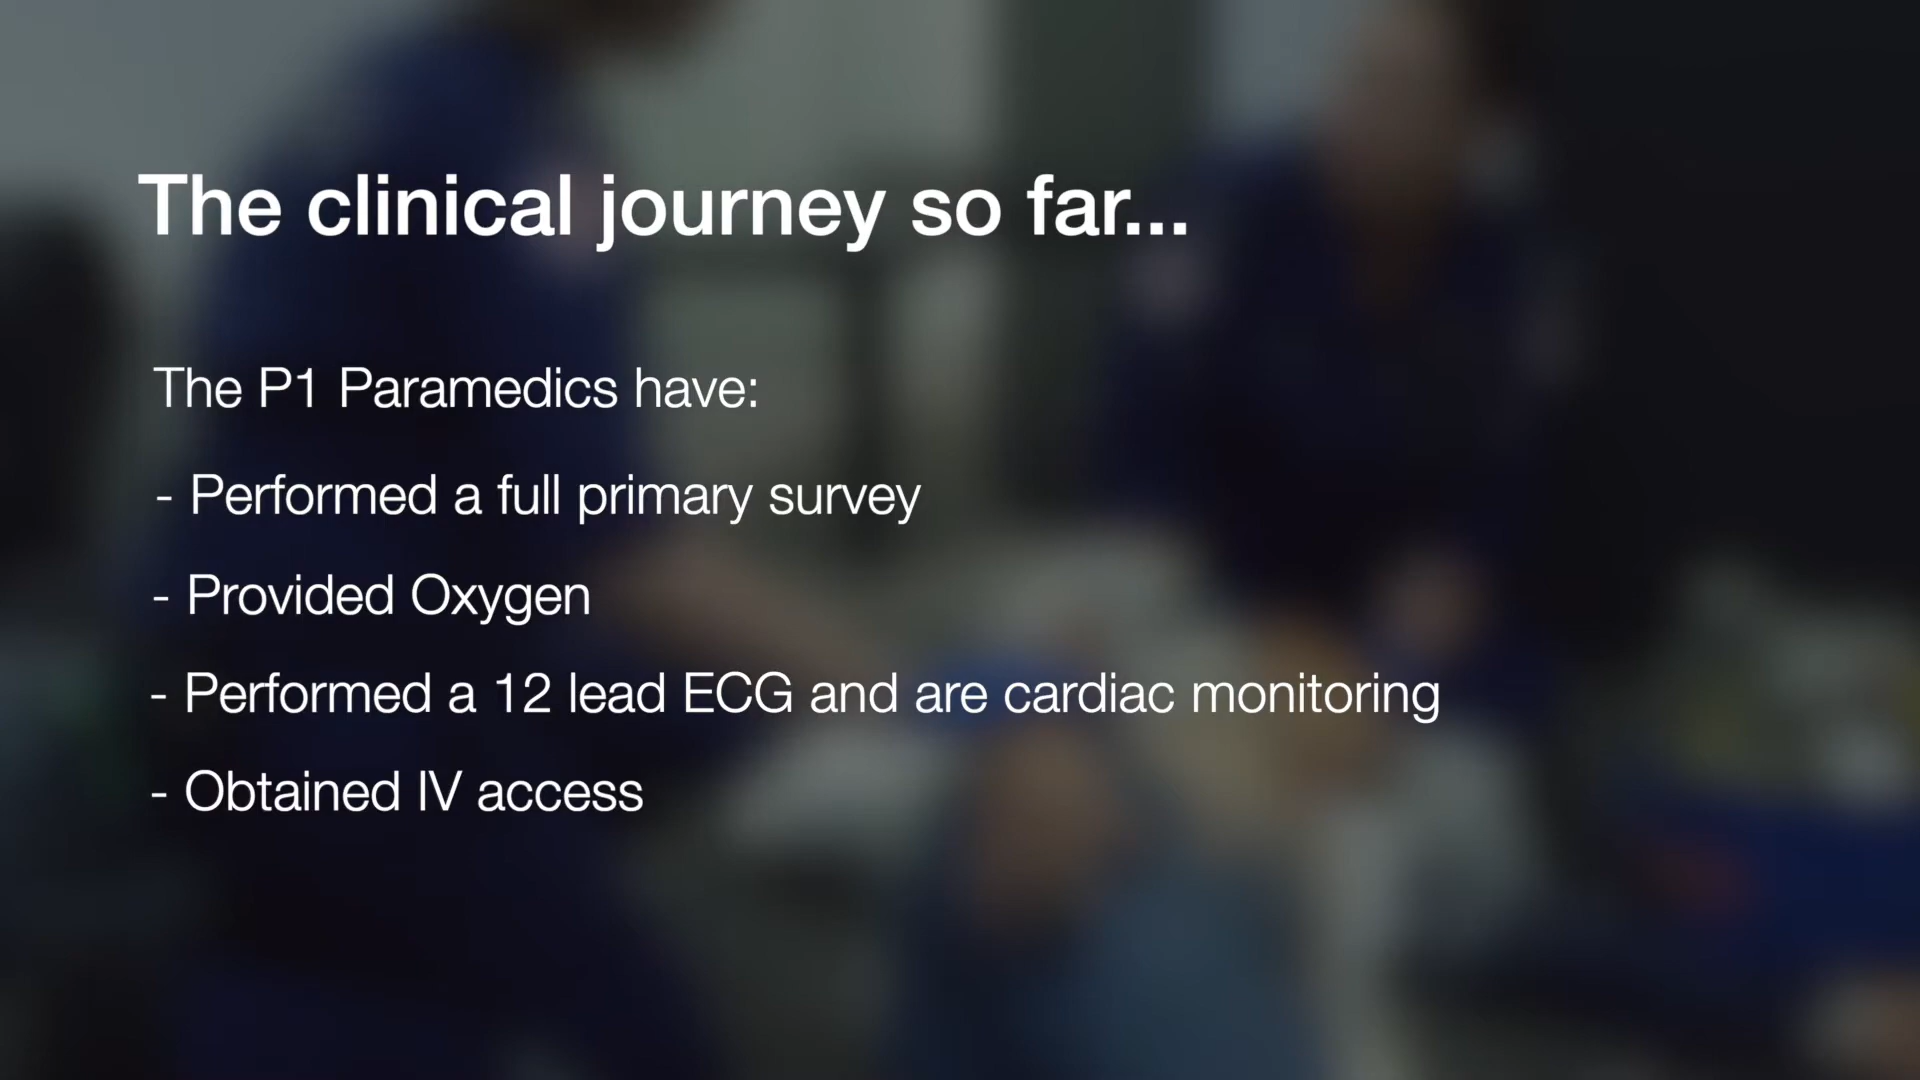 The clinical journey so far...
The P1 Paramedics have:
- Performed a full primary survey
- Provided Oxygen
- Performed a 12 lead ECG and are cardiac monitoring
- Obtained IV access